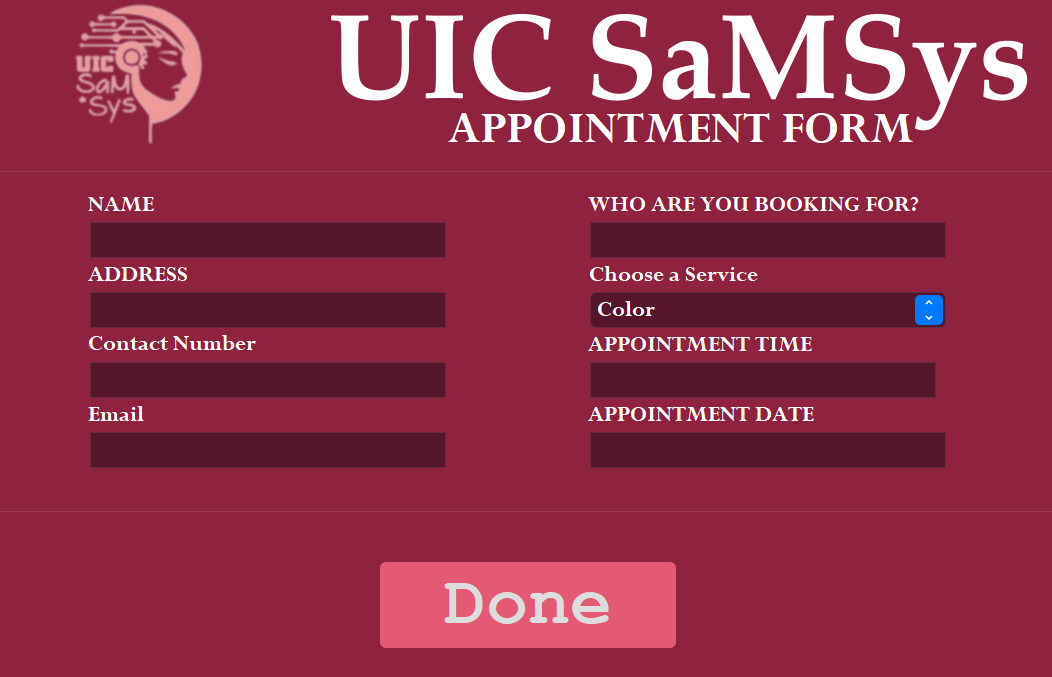 UIC
SaM
Sys
UIC SaMSys
APPOINTMENT FORM
NAME
WHO ARE YOU BOOKING FOR?
ADDRESS
Choose a Service
Color
Contact Number
APPOINTMENT TIME
Email
APPOINTMENT DATE
Done